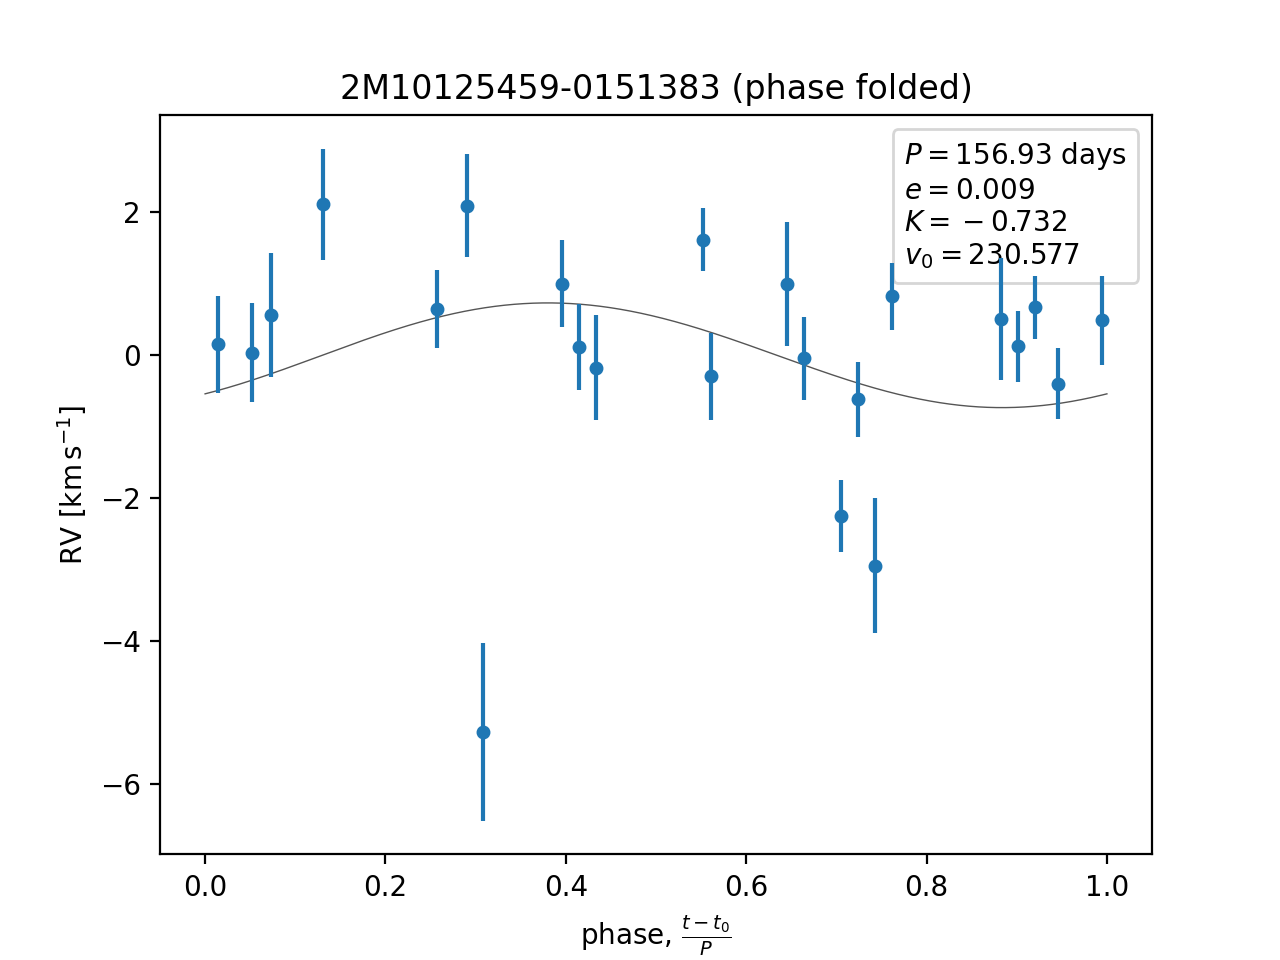 2M10125459-0151383 (phase folded)
P = 156.93 days
e = 0.009
K = −0.732
v₀ = 230.577
RV [km s⁻¹]
2
0
−2
−4
−6
0.0 0.2 0.4 0.6 0.8 1.0
phase, (t − t₀)/P